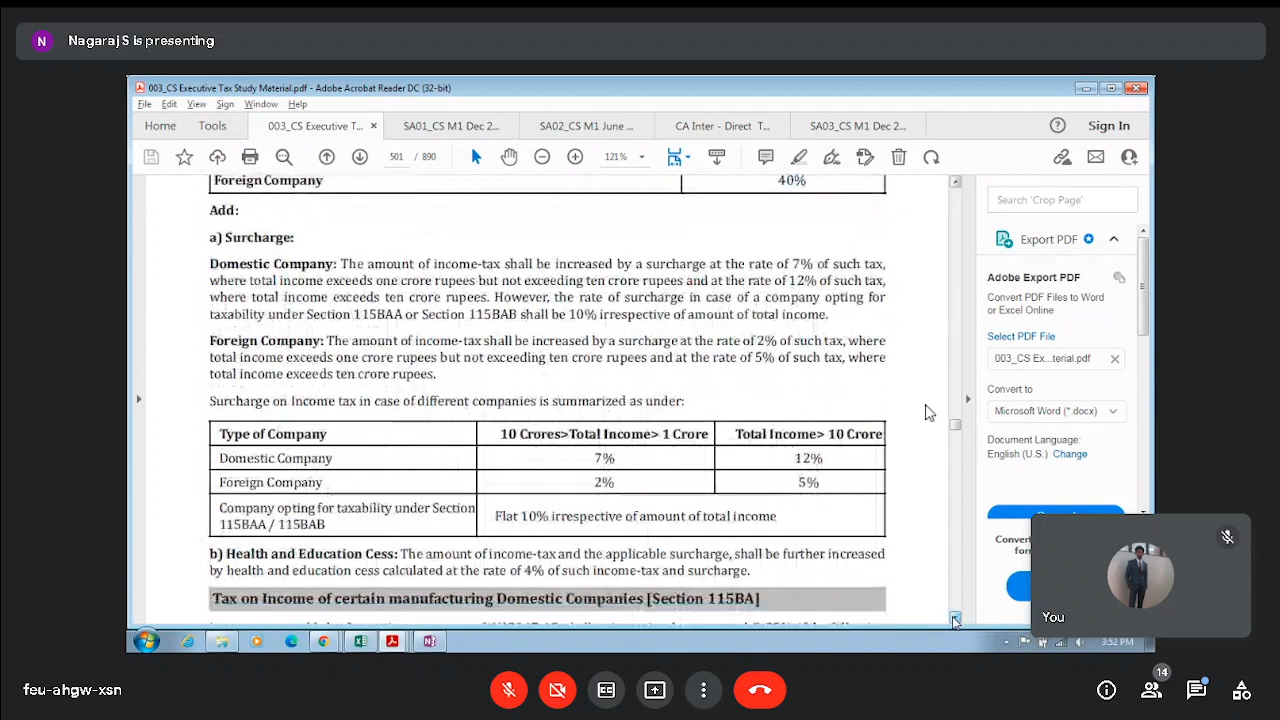 N Nagaraj S is presenting
003_CS Executive Tax Study Material.pdf - Adobe Acrobat Reader DC (32-bit)
File Edit View Sign Window Help
Home Tools 003_CS Executive T... × SA01_CS M1 Dec 2... SA02_CS M1 June ... CA Inter - Direct T... SA03_CS M1 Dec 2... ? Sign In
501 / 890 121%
Foreign Company 40%
Add:
a) Surcharge:
Domestic Company: The amount of income-tax shall be increased by a surcharge at the rate of 7% of such tax,
where total income exceeds one crore rupees but not exceeding ten crore rupees and at the rate of 12% of such tax,
where total income exceeds ten crore rupees. However, the rate of surcharge in case of a company opting for
taxability under Section 115BAA or Section 115BAB shall be 10% irrespective of amount of total income.
Foreign Company: The amount of income-tax shall be increased by a surcharge at the rate of 2% of such tax, where
total income exceeds one crore rupees but not exceeding ten crore rupees and at the rate of 5% of such tax, where
total income exceeds ten crore rupees.
Surcharge on Income tax in case of different companies is summarized as under:
Type of Company 10 Crores>Total Income> 1 Crore Total Income> 10 Crore
Domestic Company 7% 12%
Foreign Company 2% 5%
Company opting for taxability under Section
115BAA / 115BAB
Flat 10% irrespective of amount of total income
b) Health and Education Cess: The amount of income-tax and the applicable surcharge, shall be further increased
by health and education cess calculated at the rate of 4% of such income-tax and surcharge.
Tax on Income of certain manufacturing Domestic Companies [Section 115BA]
Search 'Crop Page'
Export PDF
Adobe Export PDF
Convert PDF Files to Word
or Excel Online
Select PDF File
003_CS Ex...terial.pdf ×
Convert to
Microsoft Word (*.docx)
Document Language:
English (U.S.) Change
You
3:52 PM
feu-ahgw-xsn
14